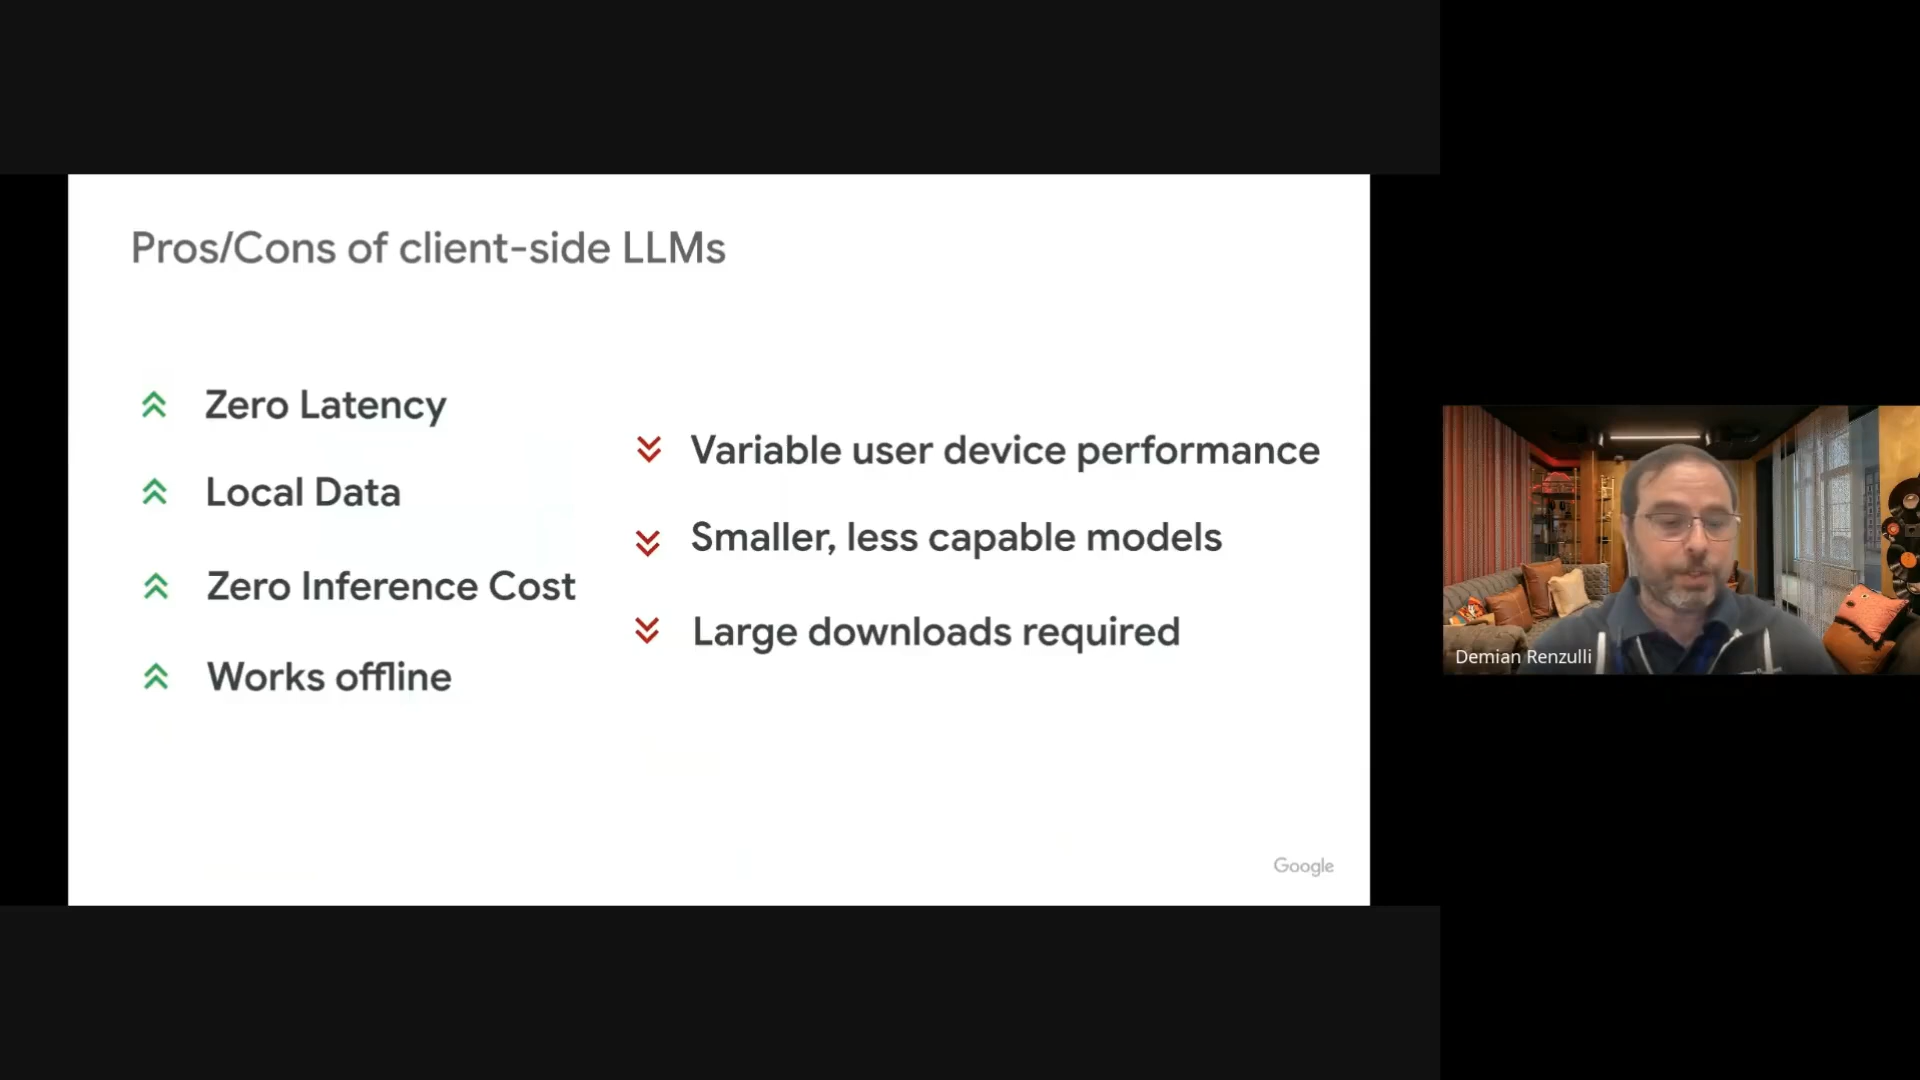 Pros/Cons of client-side LLMs
Zero Latency
Local Data
Zero Inference Cost
Works offline
Variable user device performance
Smaller, less capable models
Large downloads required
Google
Demian Renzulli